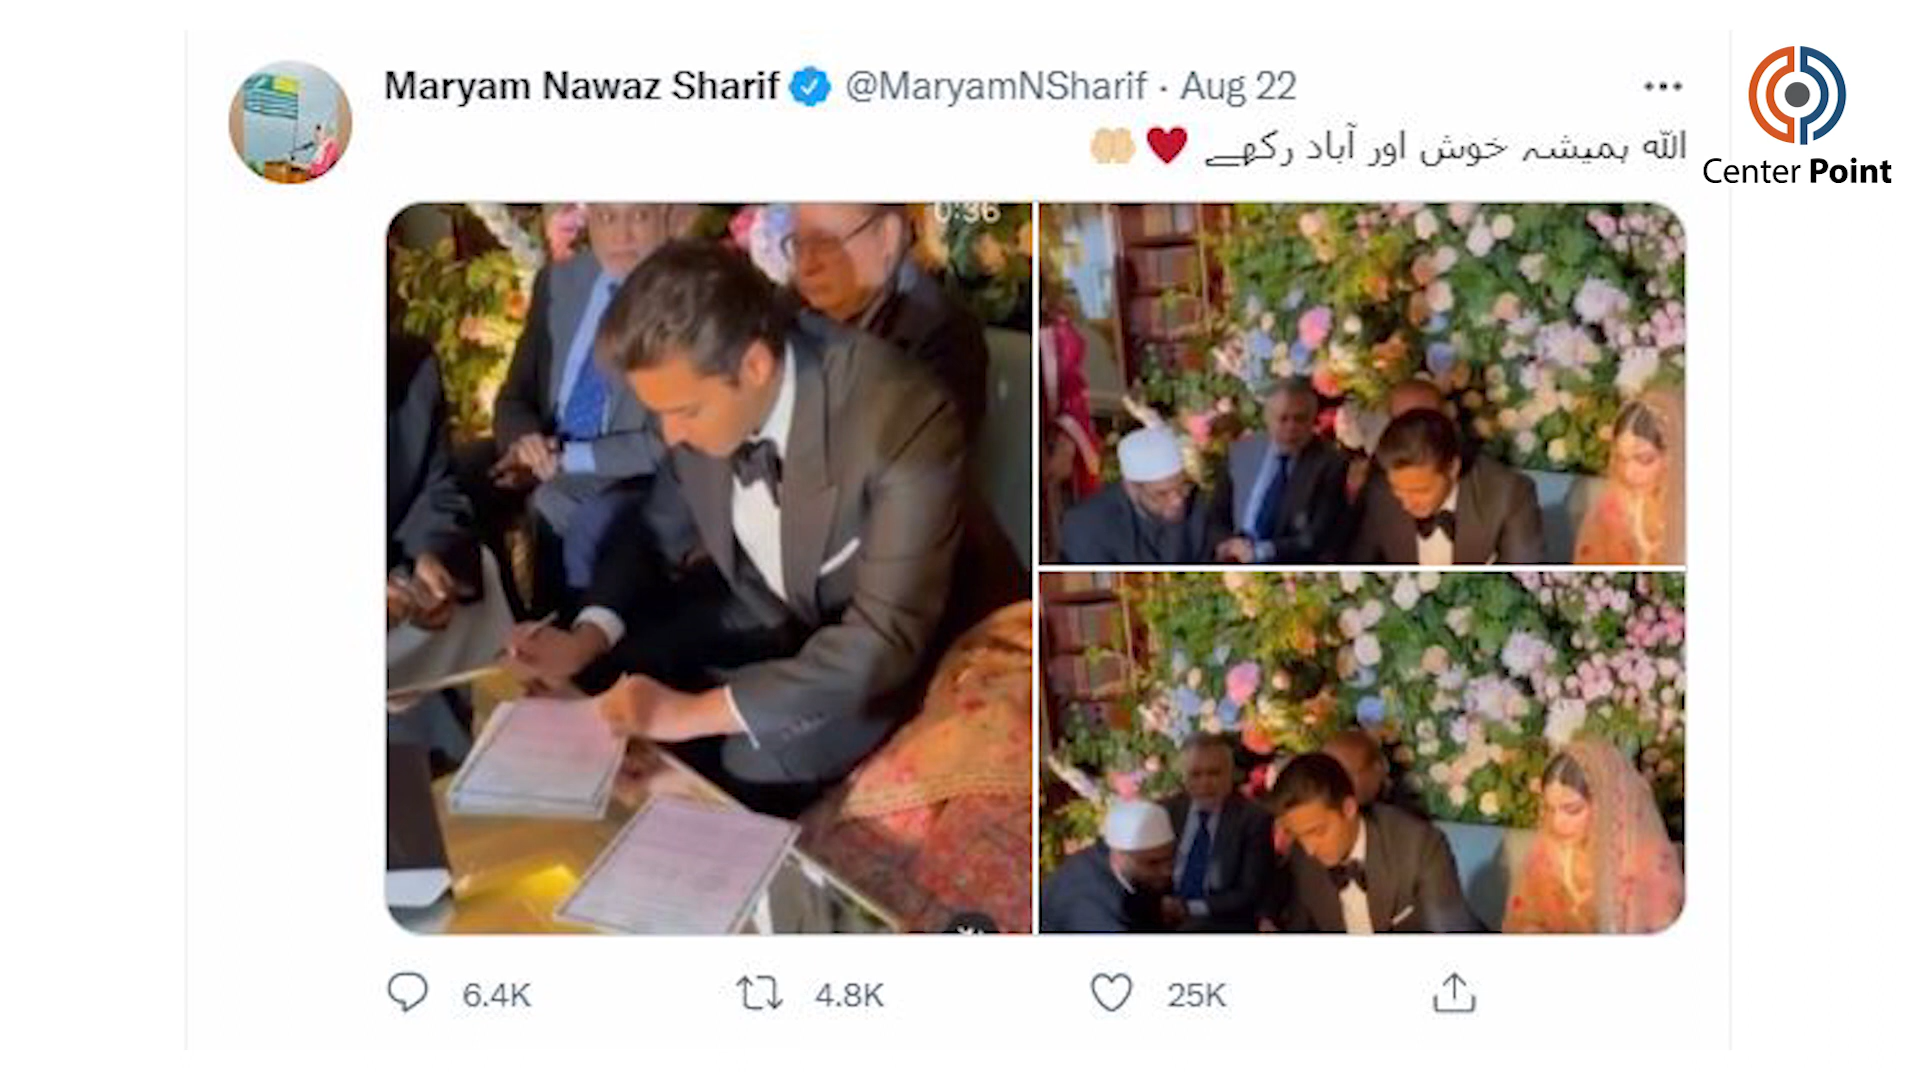 Maryam Nawaz Sharif @MaryamNSharif · Aug 22
الله ہمیشہ خوش اور آباد رکھے
Center Point
0:36
6.4K 4.8K 25K